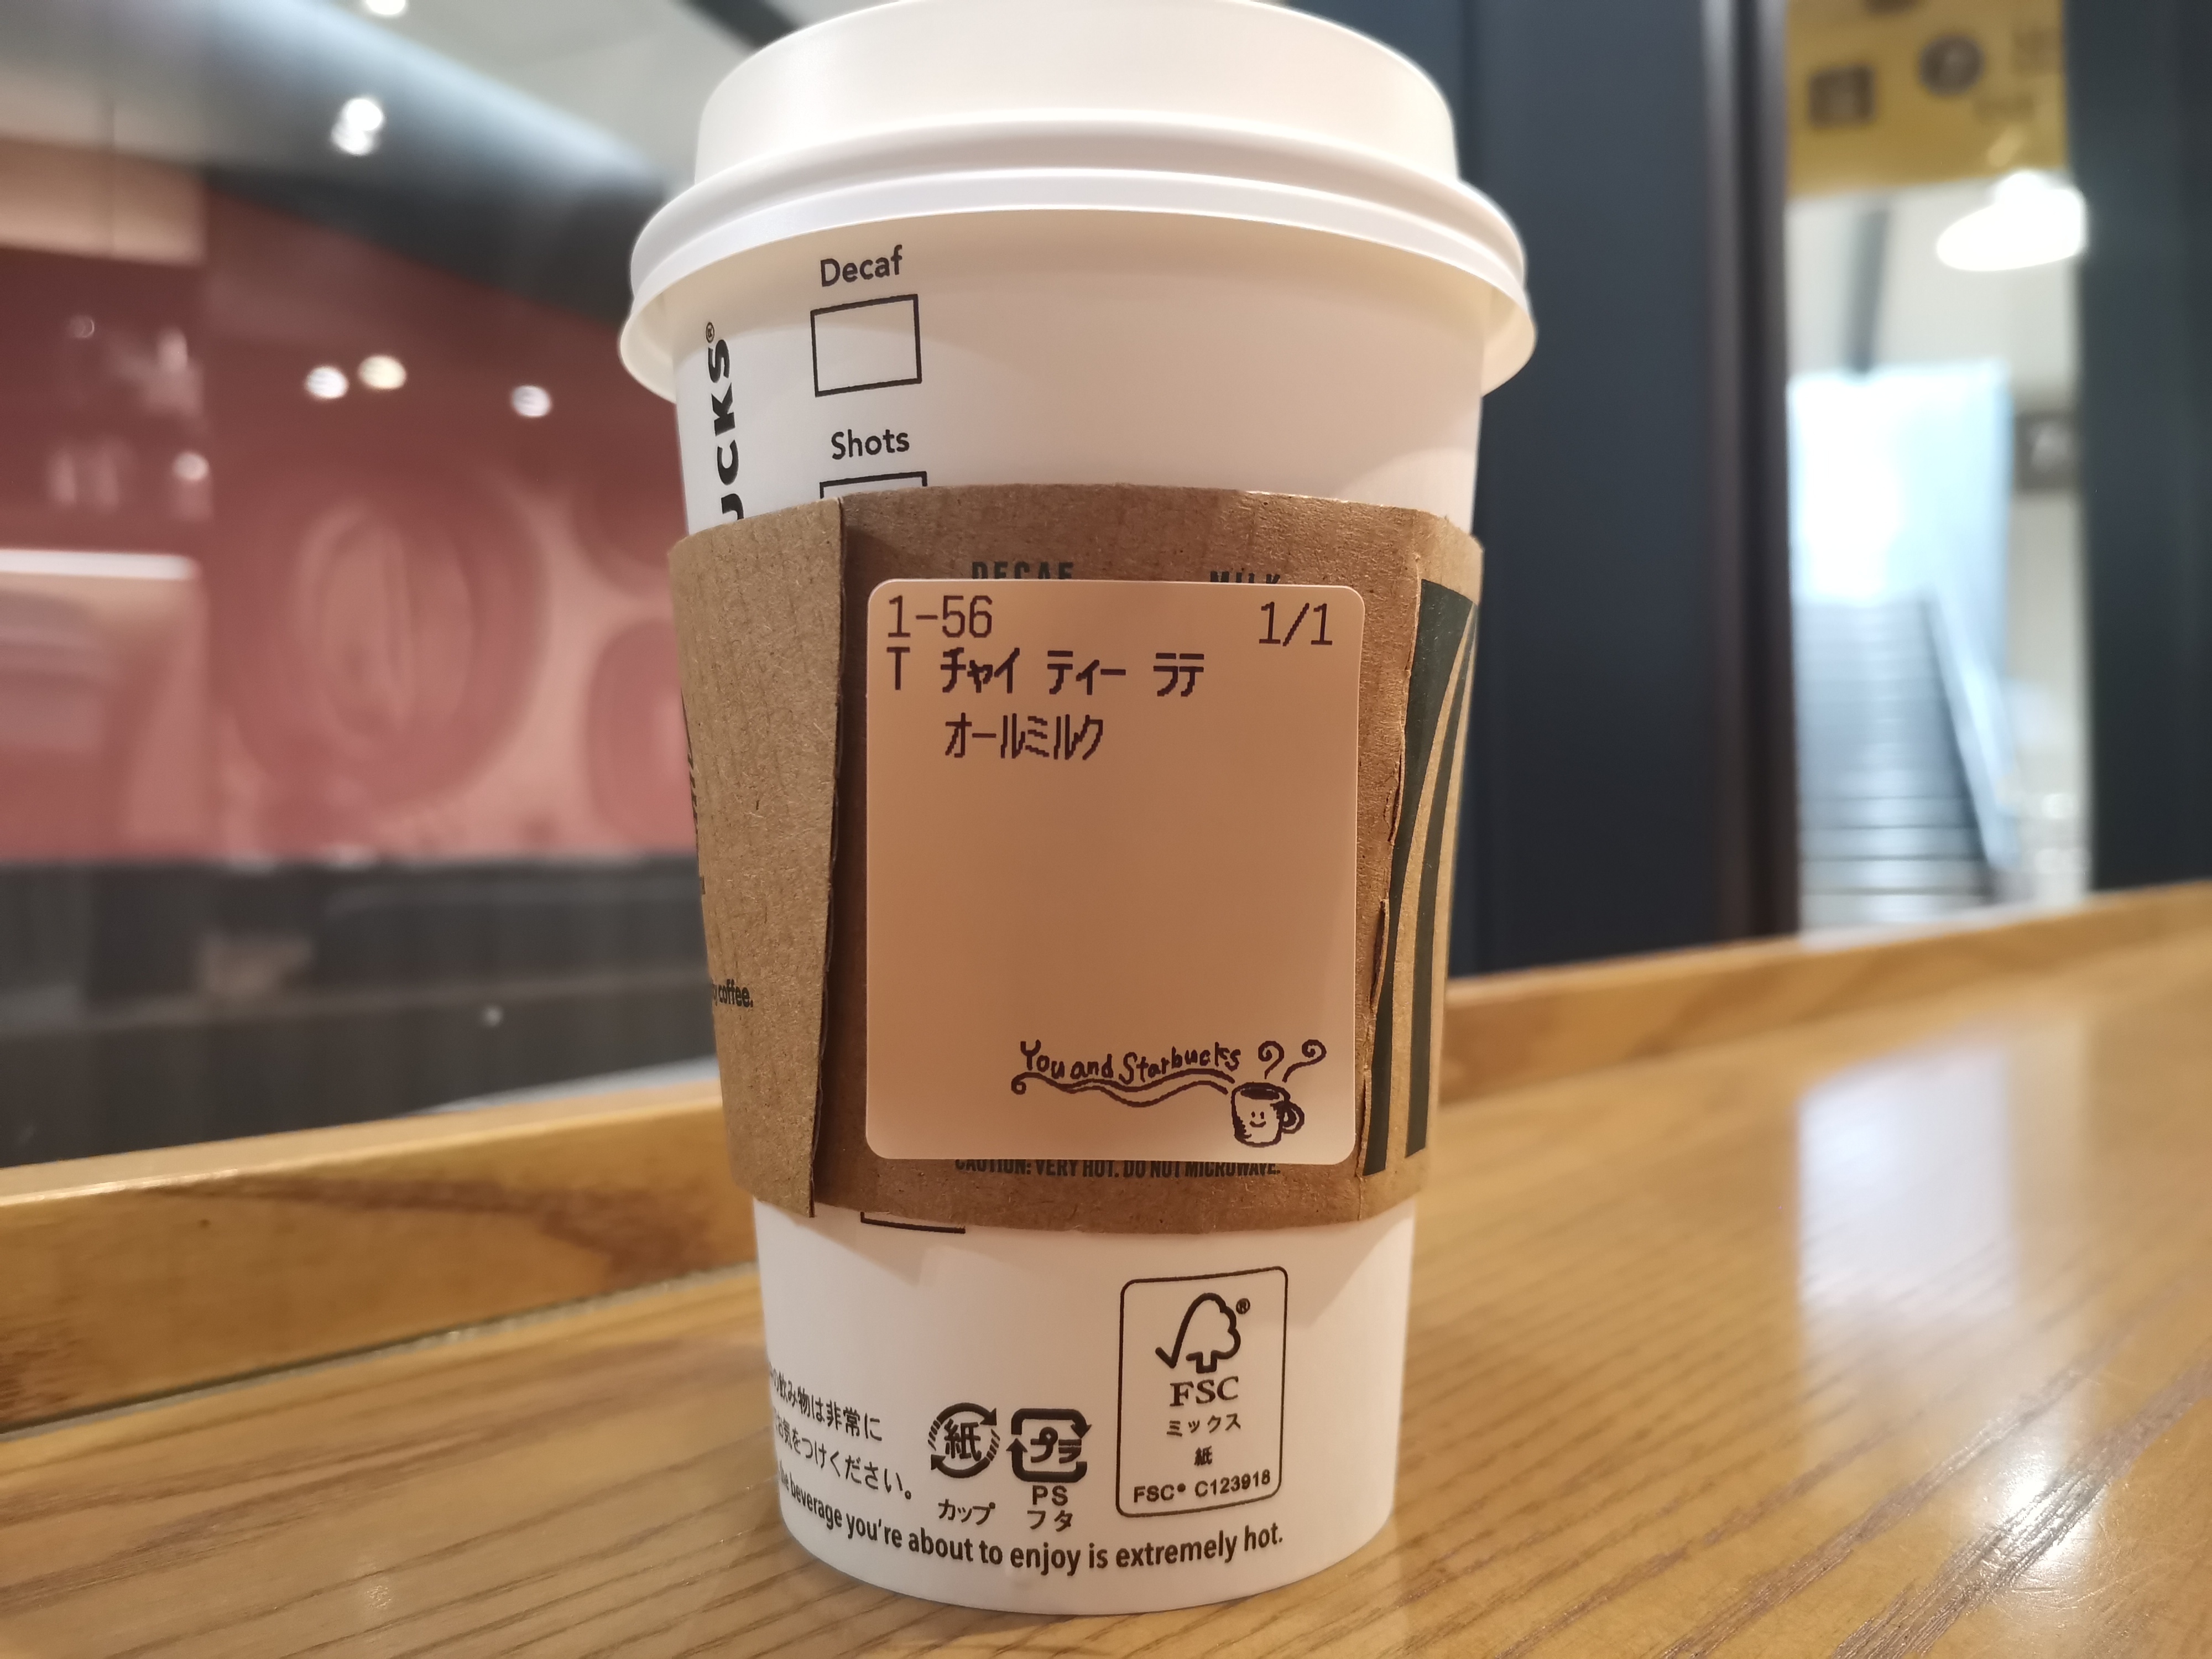 Decaf
Shots
UCKS®
DECAF MILK
1-56 1/1
T チャイ ティー ラテ
オールミルク
coffee.
You and Starbucks
CAUTION: VERY HOT. DO NOT MICROWAVE.
飲み物は非常に
お気をつけください。
紙
カップ
プラ
PS
フタ
FSC
®
ミックス
紙
FSC® C123918
beverage you're about to enjoy is extremely hot.